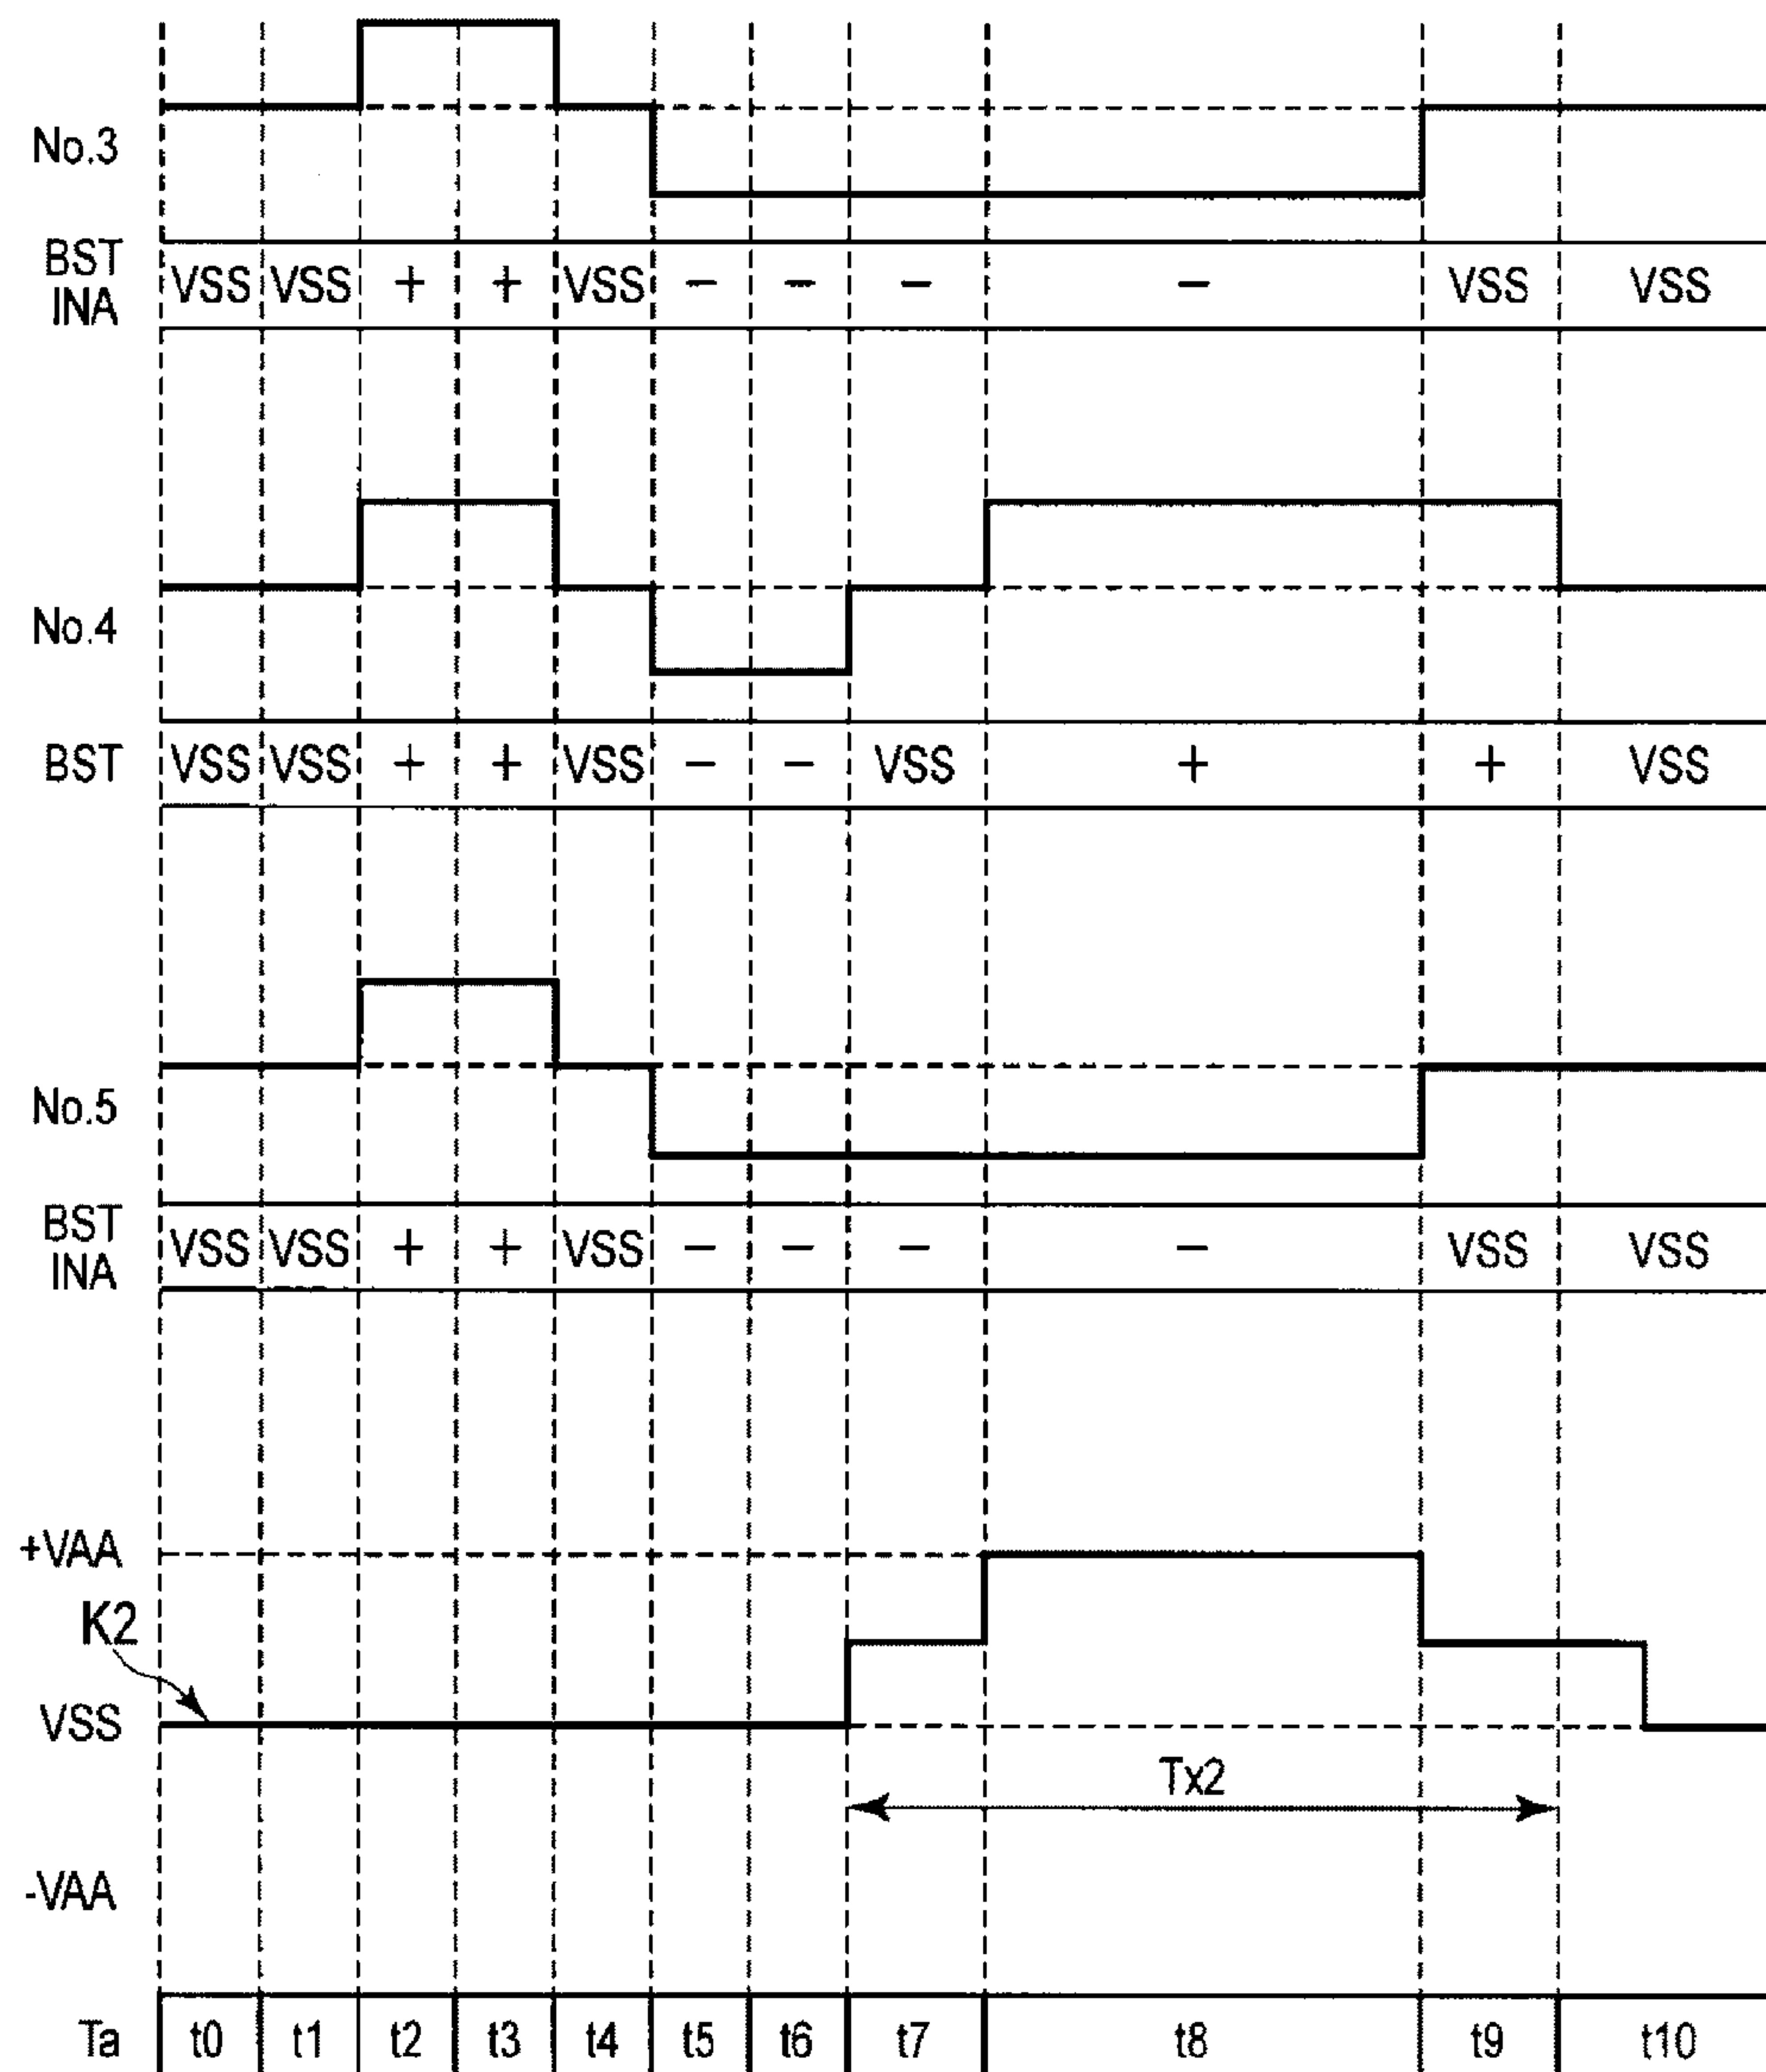 No.3
BST
INA
VSS VSS + + VSS − − − − VSS VSS
No.4
BST VSS VSS + + VSS − − VSS + + VSS
No.5
BST
INA
VSS VSS + + VSS − − − − VSS VSS
+VAA
K2
VSS
Tx2
-VAA
Ta t0 t1 t2 t3 t4 t5 t6 t7 t8 t9 t10